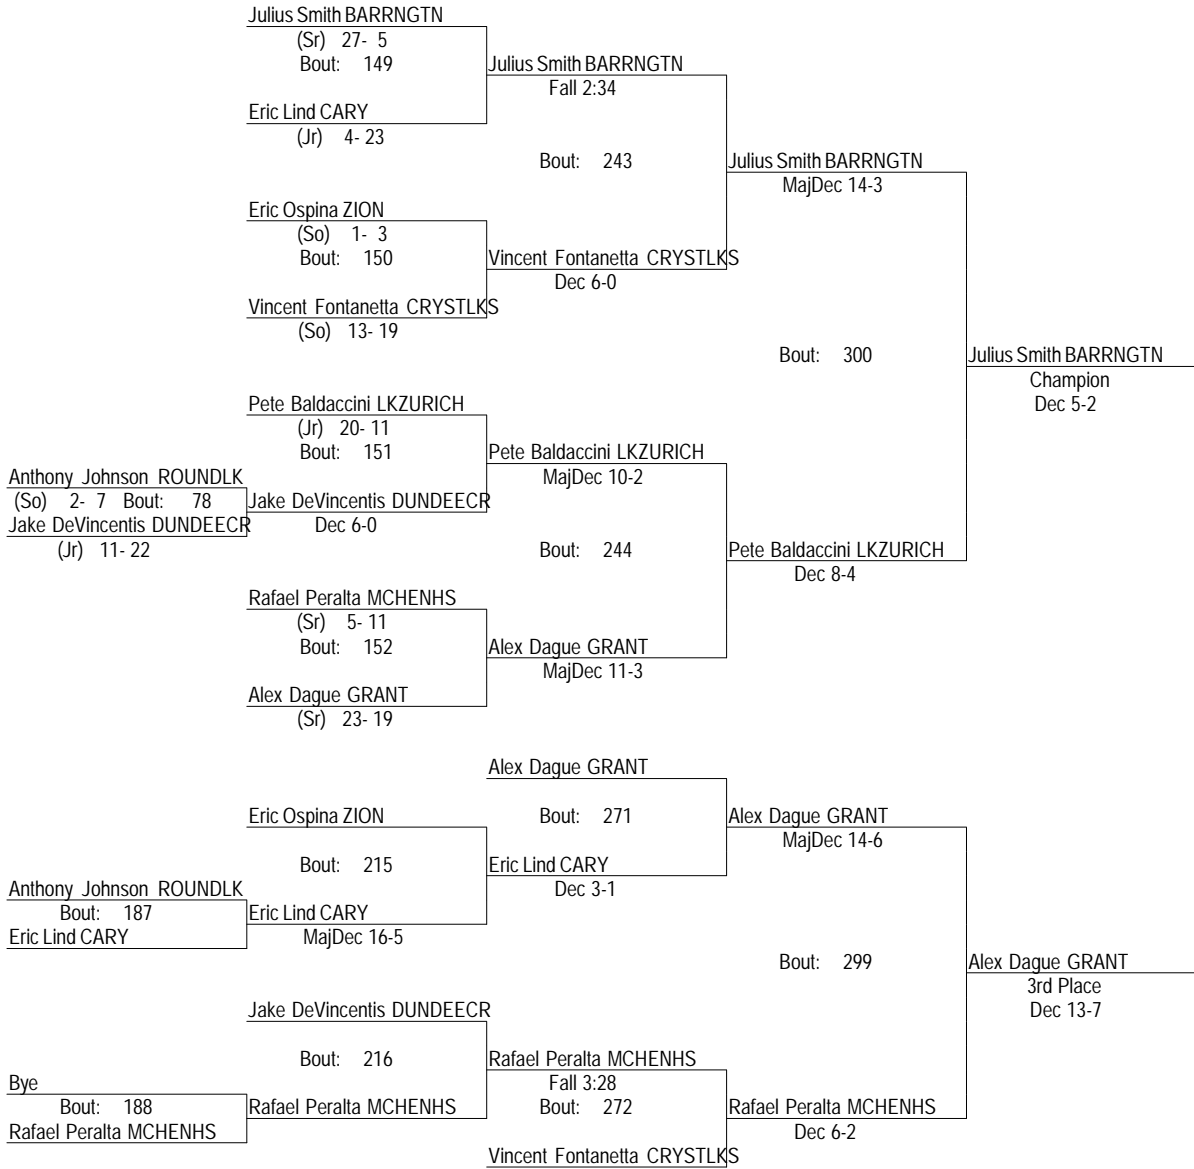 Julius Smith BARRNGTN
(Sr) 27- 5
Bout: 149
Julius Smith BARRNGTN
Fall 2:34
Eric Lind CARY
(Jr) 4- 23
Bout: 243
Julius Smith BARRNGTN
MajDec 14-3
Eric Ospina ZION
(So) 1- 3
Bout: 150
Vincent Fontanetta CRYSTLKS
Dec 6-0
Vincent Fontanetta CRYSTLKS
(So) 13- 19
Bout: 300
Julius Smith BARRNGTN
Champion
Dec 5-2
Pete Baldaccini LKZURICH
(Jr) 20- 11
Bout: 151
Pete Baldaccini LKZURICH
MajDec 10-2
Anthony Johnson ROUNDLK
(So) 2- 7 Bout: 78
Jake DeVincentis DUNDEECR
Dec 6-0
Jake DeVincentis DUNDEECR
(Jr) 11- 22
Bout: 244
Pete Baldaccini LKZURICH
Dec 8-4
Rafael Peralta MCHENHS
(Sr) 5- 11
Bout: 152
Alex Dague GRANT
MajDec 11-3
Alex Dague GRANT
(Sr) 23- 19
Alex Dague GRANT
Eric Ospina ZION
Bout: 271
Alex Dague GRANT
MajDec 14-6
Bout: 215
Eric Lind CARY
Dec 3-1
Anthony Johnson ROUNDLK
Bout: 187
Eric Lind CARY
MajDec 16-5
Eric Lind CARY
Bout: 299
Alex Dague GRANT
3rd Place
Dec 13-7
Jake DeVincentis DUNDEECR
Bout: 216
Rafael Peralta MCHENHS
Fall 3:28
Bye
Bout: 188
Rafael Peralta MCHENHS
Bout: 272
Rafael Peralta MCHENHS
Dec 6-2
Rafael Peralta MCHENHS
Vincent Fontanetta CRYSTLKS